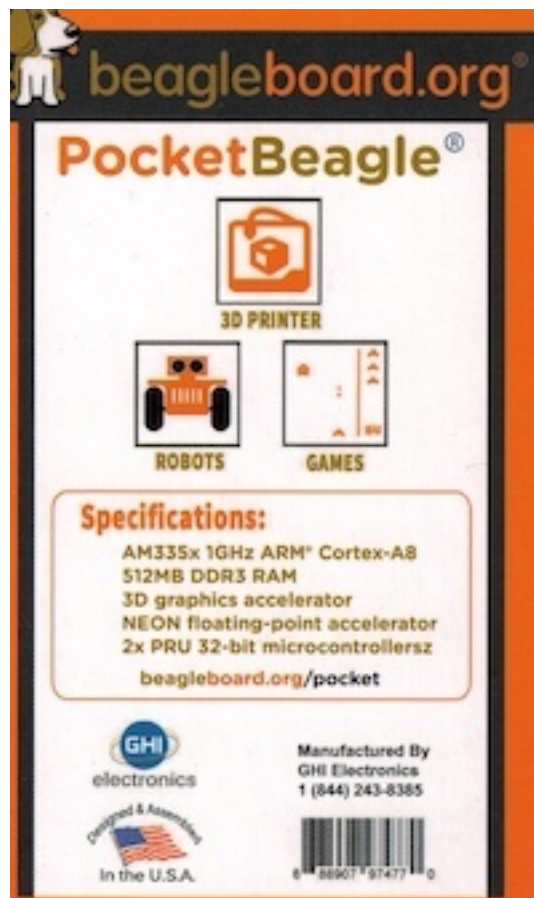 beagleboard.org®
PocketBeagle®
3D PRINTER
ROBOTS
GAMES
Specifications:
AM335x 1GHz ARM® Cortex-A8
512MB DDR3 RAM
3D graphics accelerator
NEON floating-point accelerator
2x PRU 32-bit microcontrollersz
beagleboard.org/pocket
GHI
electronics
Manufactured By
GHI Electronics
1 (844) 243-8385
Designed & Assembled
In the U.S.A.
6 86907 97477 0